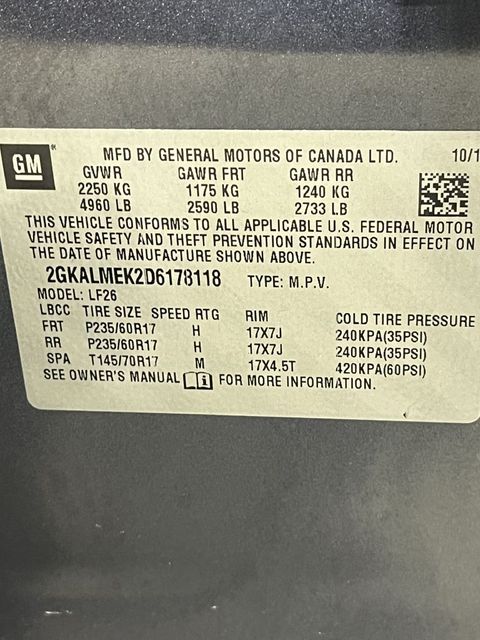 GM
MFD BY GENERAL MOTORS OF CANADA LTD. 10/1
GVWR GAWR FRT GAWR RR
2250 KG 1175 KG 1240 KG
4960 LB 2590 LB 2733 LB
THIS VEHICLE CONFORMS TO ALL APPLICABLE U.S. FEDERAL MOTOR
VEHICLE SAFETY AND THEFT PREVENTION STANDARDS IN EFFECT ON
THE DATE OF MANUFACTURE SHOWN ABOVE.
2GKALMEK2D6178118 TYPE: M.P.V.
MODEL: LF26
LBCC TIRE SIZE SPEED RTG RIM COLD TIRE PRESSURE
FRT P235/60R17 H 17X7J 240KPA(35PSI)
RR P235/60R17 H 17X7J 240KPA(35PSI)
SPA T145/70R17 M 17X4.5T 420KPA(60PSI)
SEE OWNER'S MANUAL FOR MORE INFORMATION.